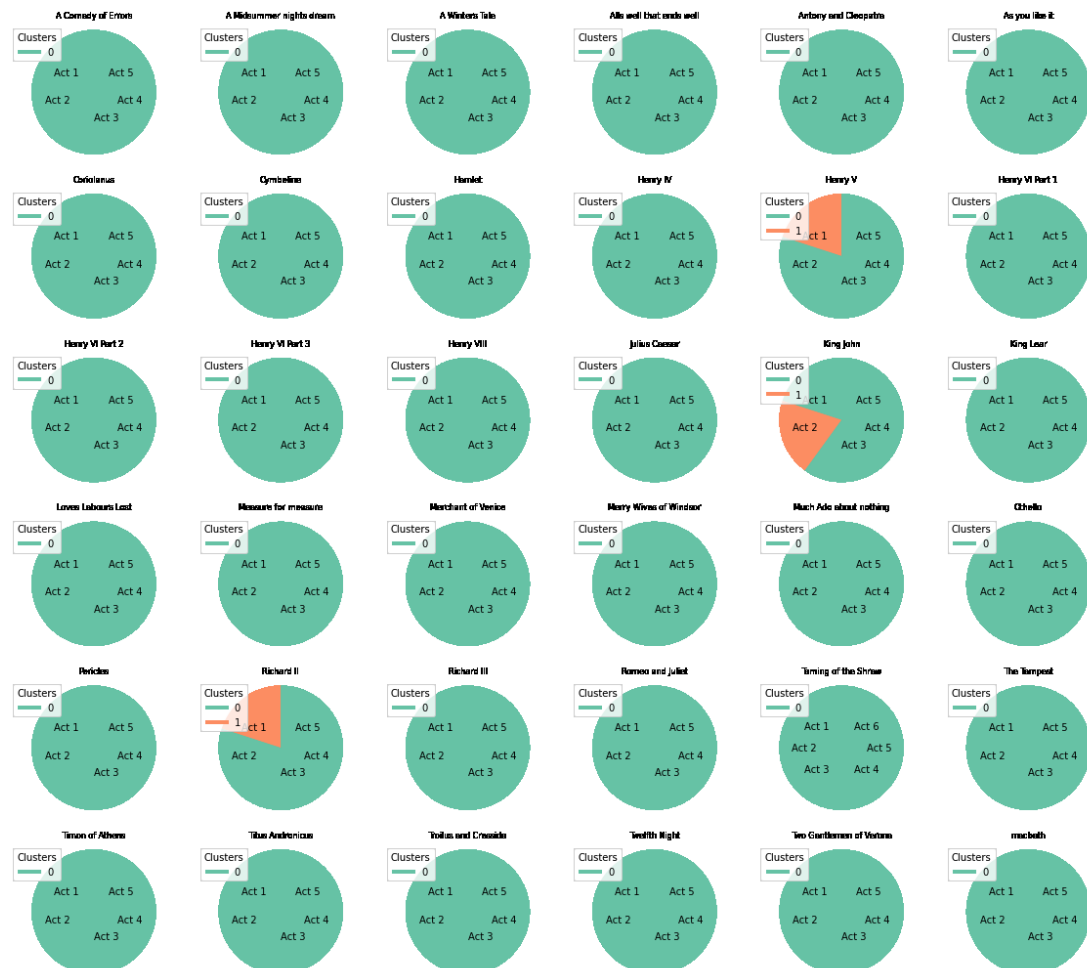 A Comedy of Errors
Clusters
0
Act 1
Act 5
Act 2
Act 4
Act 3
A Midsummer nights dream
Clusters
0
Act 1
Act 5
Act 2
Act 4
Act 3
A Winters Tale
Clusters
0
Act 1
Act 5
Act 2
Act 4
Act 3
Alls well that ends well
Clusters
0
Act 1
Act 5
Act 2
Act 4
Act 3
Antony and Cleopatra
Clusters
0
Act 1
Act 5
Act 2
Act 4
Act 3
As you like it
Clusters
0
Act 1
Act 5
Act 2
Act 4
Act 3
Coriolanus
Clusters
0
Act 1
Act 5
Act 2
Act 4
Act 3
Cymbeline
Clusters
0
Act 1
Act 5
Act 2
Act 4
Act 3
Hamlet
Clusters
0
Act 1
Act 5
Act 2
Act 4
Act 3
Henry IV
Clusters
0
Act 1
Act 5
Act 2
Act 4
Act 3
Henry V
Clusters
0
1
Act 1
Act 5
Act 2
Act 4
Act 3
Henry VI Part 1
Clusters
0
Act 1
Act 5
Act 2
Act 4
Act 3
Henry VI Part 2
Clusters
0
Act 1
Act 5
Act 2
Act 4
Act 3
Henry VI Part 3
Clusters
0
Act 1
Act 5
Act 2
Act 4
Act 3
Henry VIII
Clusters
0
Act 1
Act 5
Act 2
Act 4
Act 3
Julius Caesar
Clusters
0
Act 1
Act 5
Act 2
Act 4
Act 3
King John
Clusters
0
1
Act 1
Act 5
Act 2
Act 4
Act 3
King Lear
Clusters
0
Act 1
Act 5
Act 2
Act 4
Act 3
Loves Labours Lost
Clusters
0
Act 1
Act 5
Act 2
Act 4
Act 3
Measure for measure
Clusters
0
Act 1
Act 5
Act 2
Act 4
Act 3
Merchant of Venice
Clusters
0
Act 1
Act 5
Act 2
Act 4
Act 3
Merry Wives of Windsor
Clusters
0
Act 1
Act 5
Act 2
Act 4
Act 3
Much Ado about nothing
Clusters
0
Act 1
Act 5
Act 2
Act 4
Act 3
Othello
Clusters
0
Act 1
Act 5
Act 2
Act 4
Act 3
Pericles
Clusters
0
Act 1
Act 5
Act 2
Act 4
Act 3
Richard II
Clusters
0
1
Act 1
Act 5
Act 2
Act 4
Act 3
Richard III
Clusters
0
Act 1
Act 5
Act 2
Act 4
Act 3
Romeo and Juliet
Clusters
0
Act 1
Act 5
Act 2
Act 4
Act 3
Taming of the Shrew
Clusters
0
Act 1
Act 6
Act 2
Act 5
Act 3
Act 4
The Tempest
Clusters
0
Act 1
Act 5
Act 2
Act 4
Act 3
Timon of Athens
Clusters
0
Act 1
Act 5
Act 2
Act 4
Act 3
Titus Andronicus
Clusters
0
Act 1
Act 5
Act 2
Act 4
Act 3
Troilus and Cressida
Clusters
0
Act 1
Act 5
Act 2
Act 4
Act 3
Twelfth Night
Clusters
0
Act 1
Act 5
Act 2
Act 4
Act 3
Two Gentlemen of Verona
Clusters
0
Act 1
Act 5
Act 2
Act 4
Act 3
macbeth
Clusters
0
Act 1
Act 5
Act 2
Act 4
Act 3